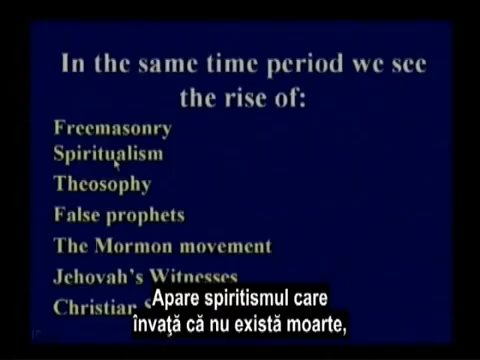 In the same time period we see
the rise of:
Freemasonry
Spiritualism
Theosophy
False prophets
The Mormon movement
Jehovah's Witnesses
Christian
Apare spiritismul care
învaţă că nu există moarte,